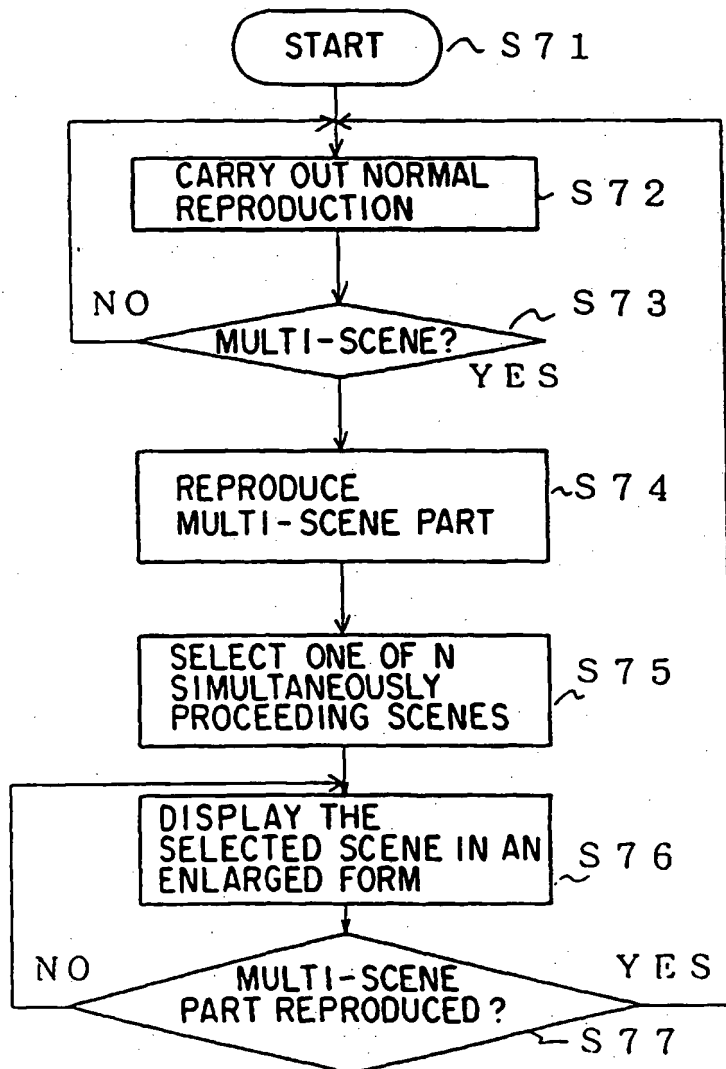 START
S71
CARRY OUT NORMAL
REPRODUCTION
S72
NO
S73
MULTI-SCENE?
YES
REPRODUCE
MULTI-SCENE PART
S74
SELECT ONE OF N
SIMULTANEOUSLY
PROCEEDING SCENES
S75
DISPLAY THE
SELECTED SCENE IN AN
ENLARGED FORM
S76
NO
MULTI-SCENE
PART REPRODUCED?
YES
S77